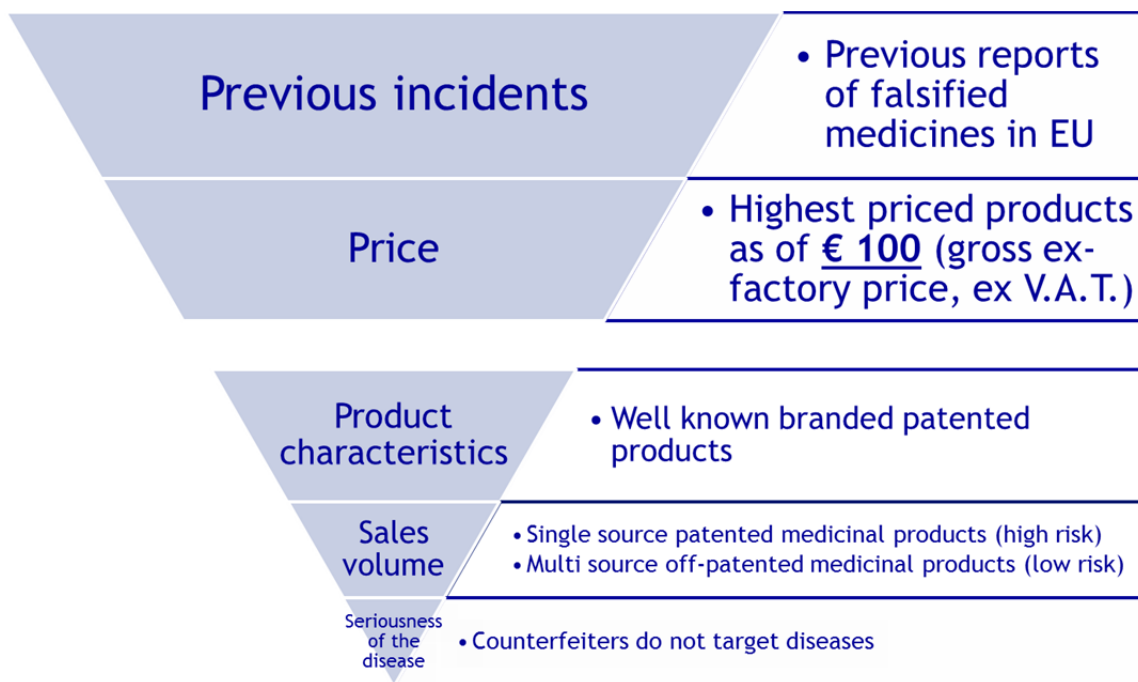 Previous incidents
• Previous reports
of falsified
medicines in EU
Price
• Highest priced products
as of € 100 (gross ex-
factory price, ex V.A.T.)
Product
characteristics
• Well known branded patented
products
Sales
volume
• Single source patented medicinal products (high risk)
• Multi source off-patented medicinal products (low risk)
Seriousness
of the
disease
• Counterfeiters do not target diseases